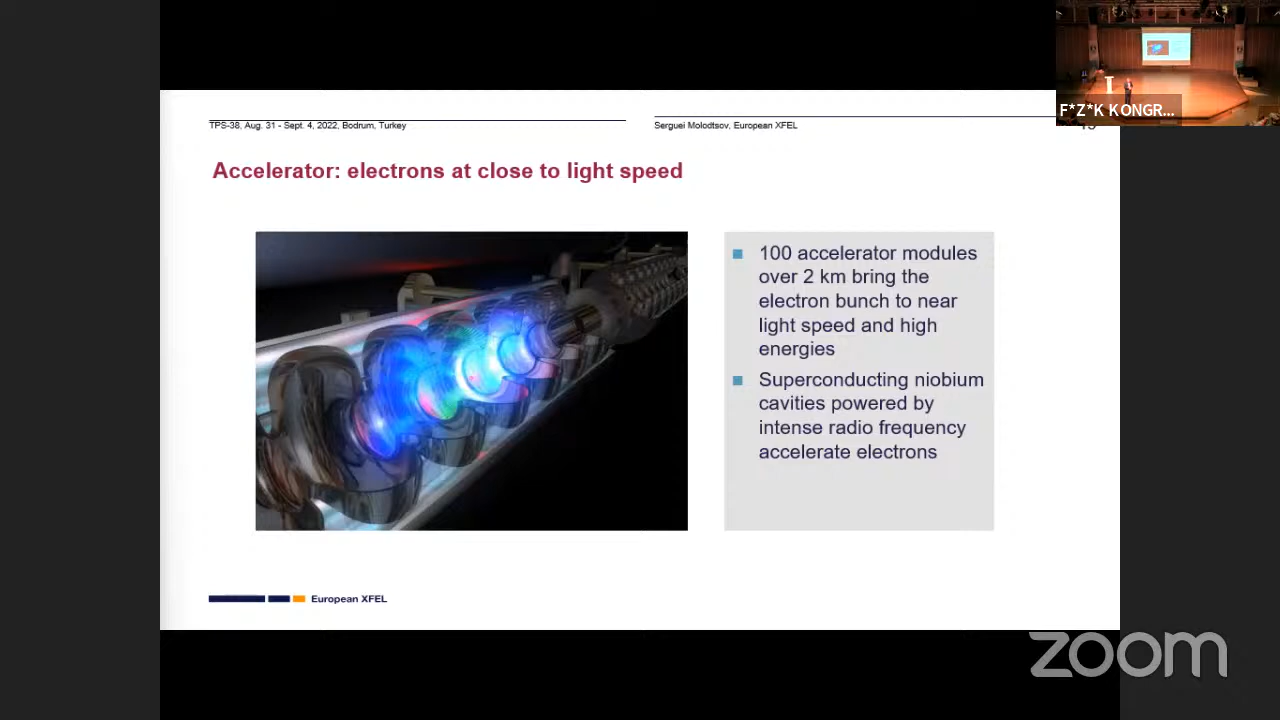 TPS-38, Aug. 31 - Sept. 4, 2022, Bodrum, Turkey
Serguei Molodtsov, European XFEL
F*Z*K KONGR...
Accelerator: electrons at close to light speed
100 accelerator modules
over 2 km bring the
electron bunch to near
light speed and high
energies
Superconducting niobium
cavities powered by
intense radio frequency
accelerate electrons
European XFEL
zoom